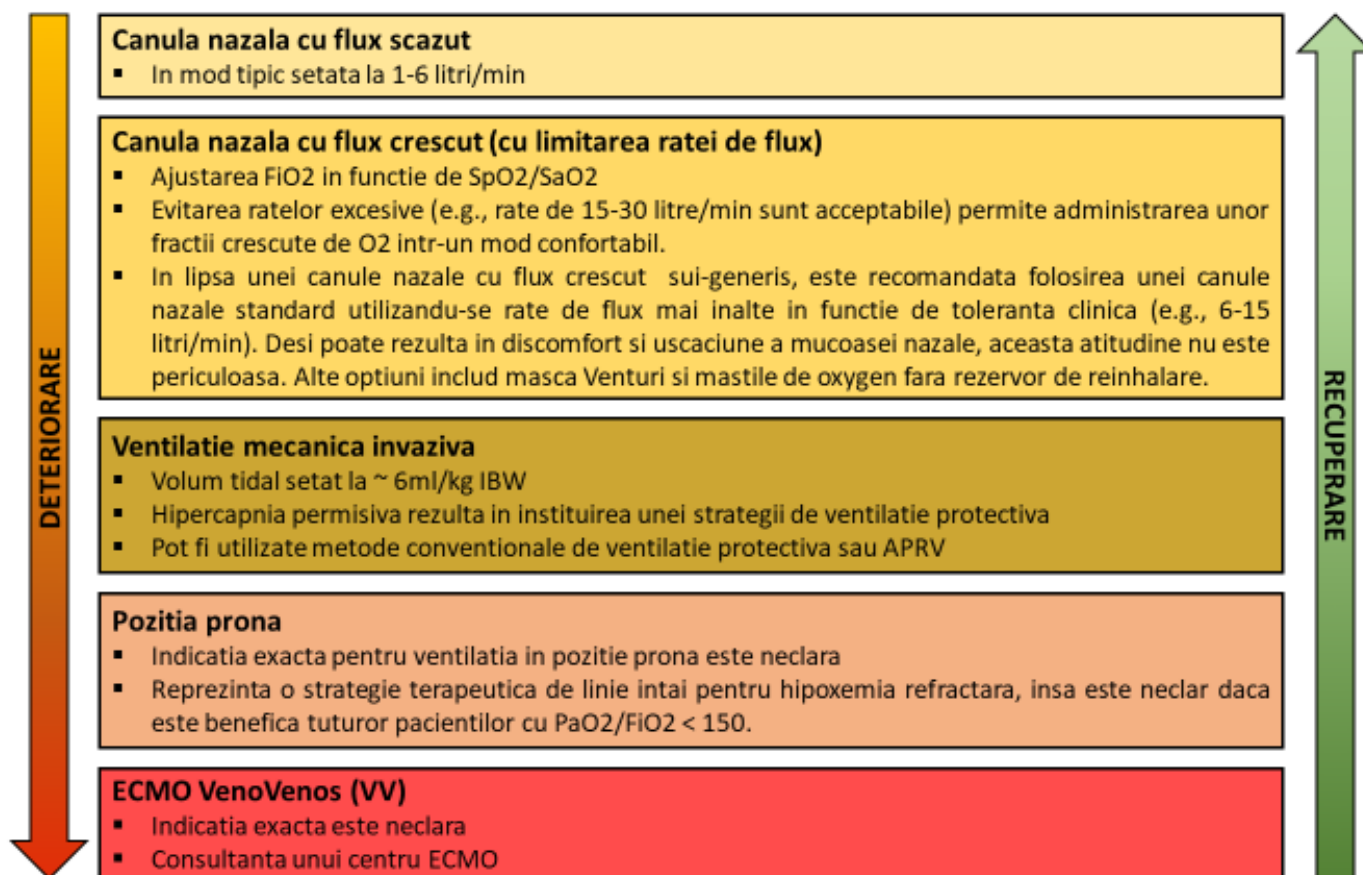 DETERIORARE
Canula nazala cu flux scazut
▪ In mod tipic setata la 1-6 litri/min
Canula nazala cu flux crescut (cu limitarea ratei de flux)
▪ Ajustarea FiO2 in functie de SpO2/SaO2
▪ Evitarea ratelor excesive (e.g., rate de 15-30 litre/min sunt acceptabile) permite administrarea unor
fractii crescute de O2 intr-un mod confortabil.
▪ In lipsa unei canule nazale cu flux crescut sui-generis, este recomandata folosirea unei canule
nazale standard utilizandu-se rate de flux mai inalte in functie de toleranta clinica (e.g., 6-15
litri/min). Desi poate rezulta in discomfort si uscaciune a mucoasei nazale, aceasta atitudine nu este
periculoasa. Alte optiuni includ masca Venturi si mastile de oxygen fara rezervor de reinhalare.
Ventilatie mecanica invaziva
▪ Volum tidal setat la ~ 6ml/kg IBW
▪ Hipercapnia permisiva rezulta in instituirea unei strategii de ventilatie protectiva
▪ Pot fi utilizate metode conventionale de ventilatie protectiva sau APRV
Pozitia prona
▪ Indicatia exacta pentru ventilatia in pozitie prona este neclara
▪ Reprezinta o strategie terapeutica de linie intai pentru hipoxemia refractara, insa este neclar daca
este benefica tuturor pacientilor cu PaO2/FiO2 < 150.
ECMO VenoVenos (VV)
▪ Indicatia exacta este neclara
▪ Consultanta unui centru ECMO
RECUPERARE